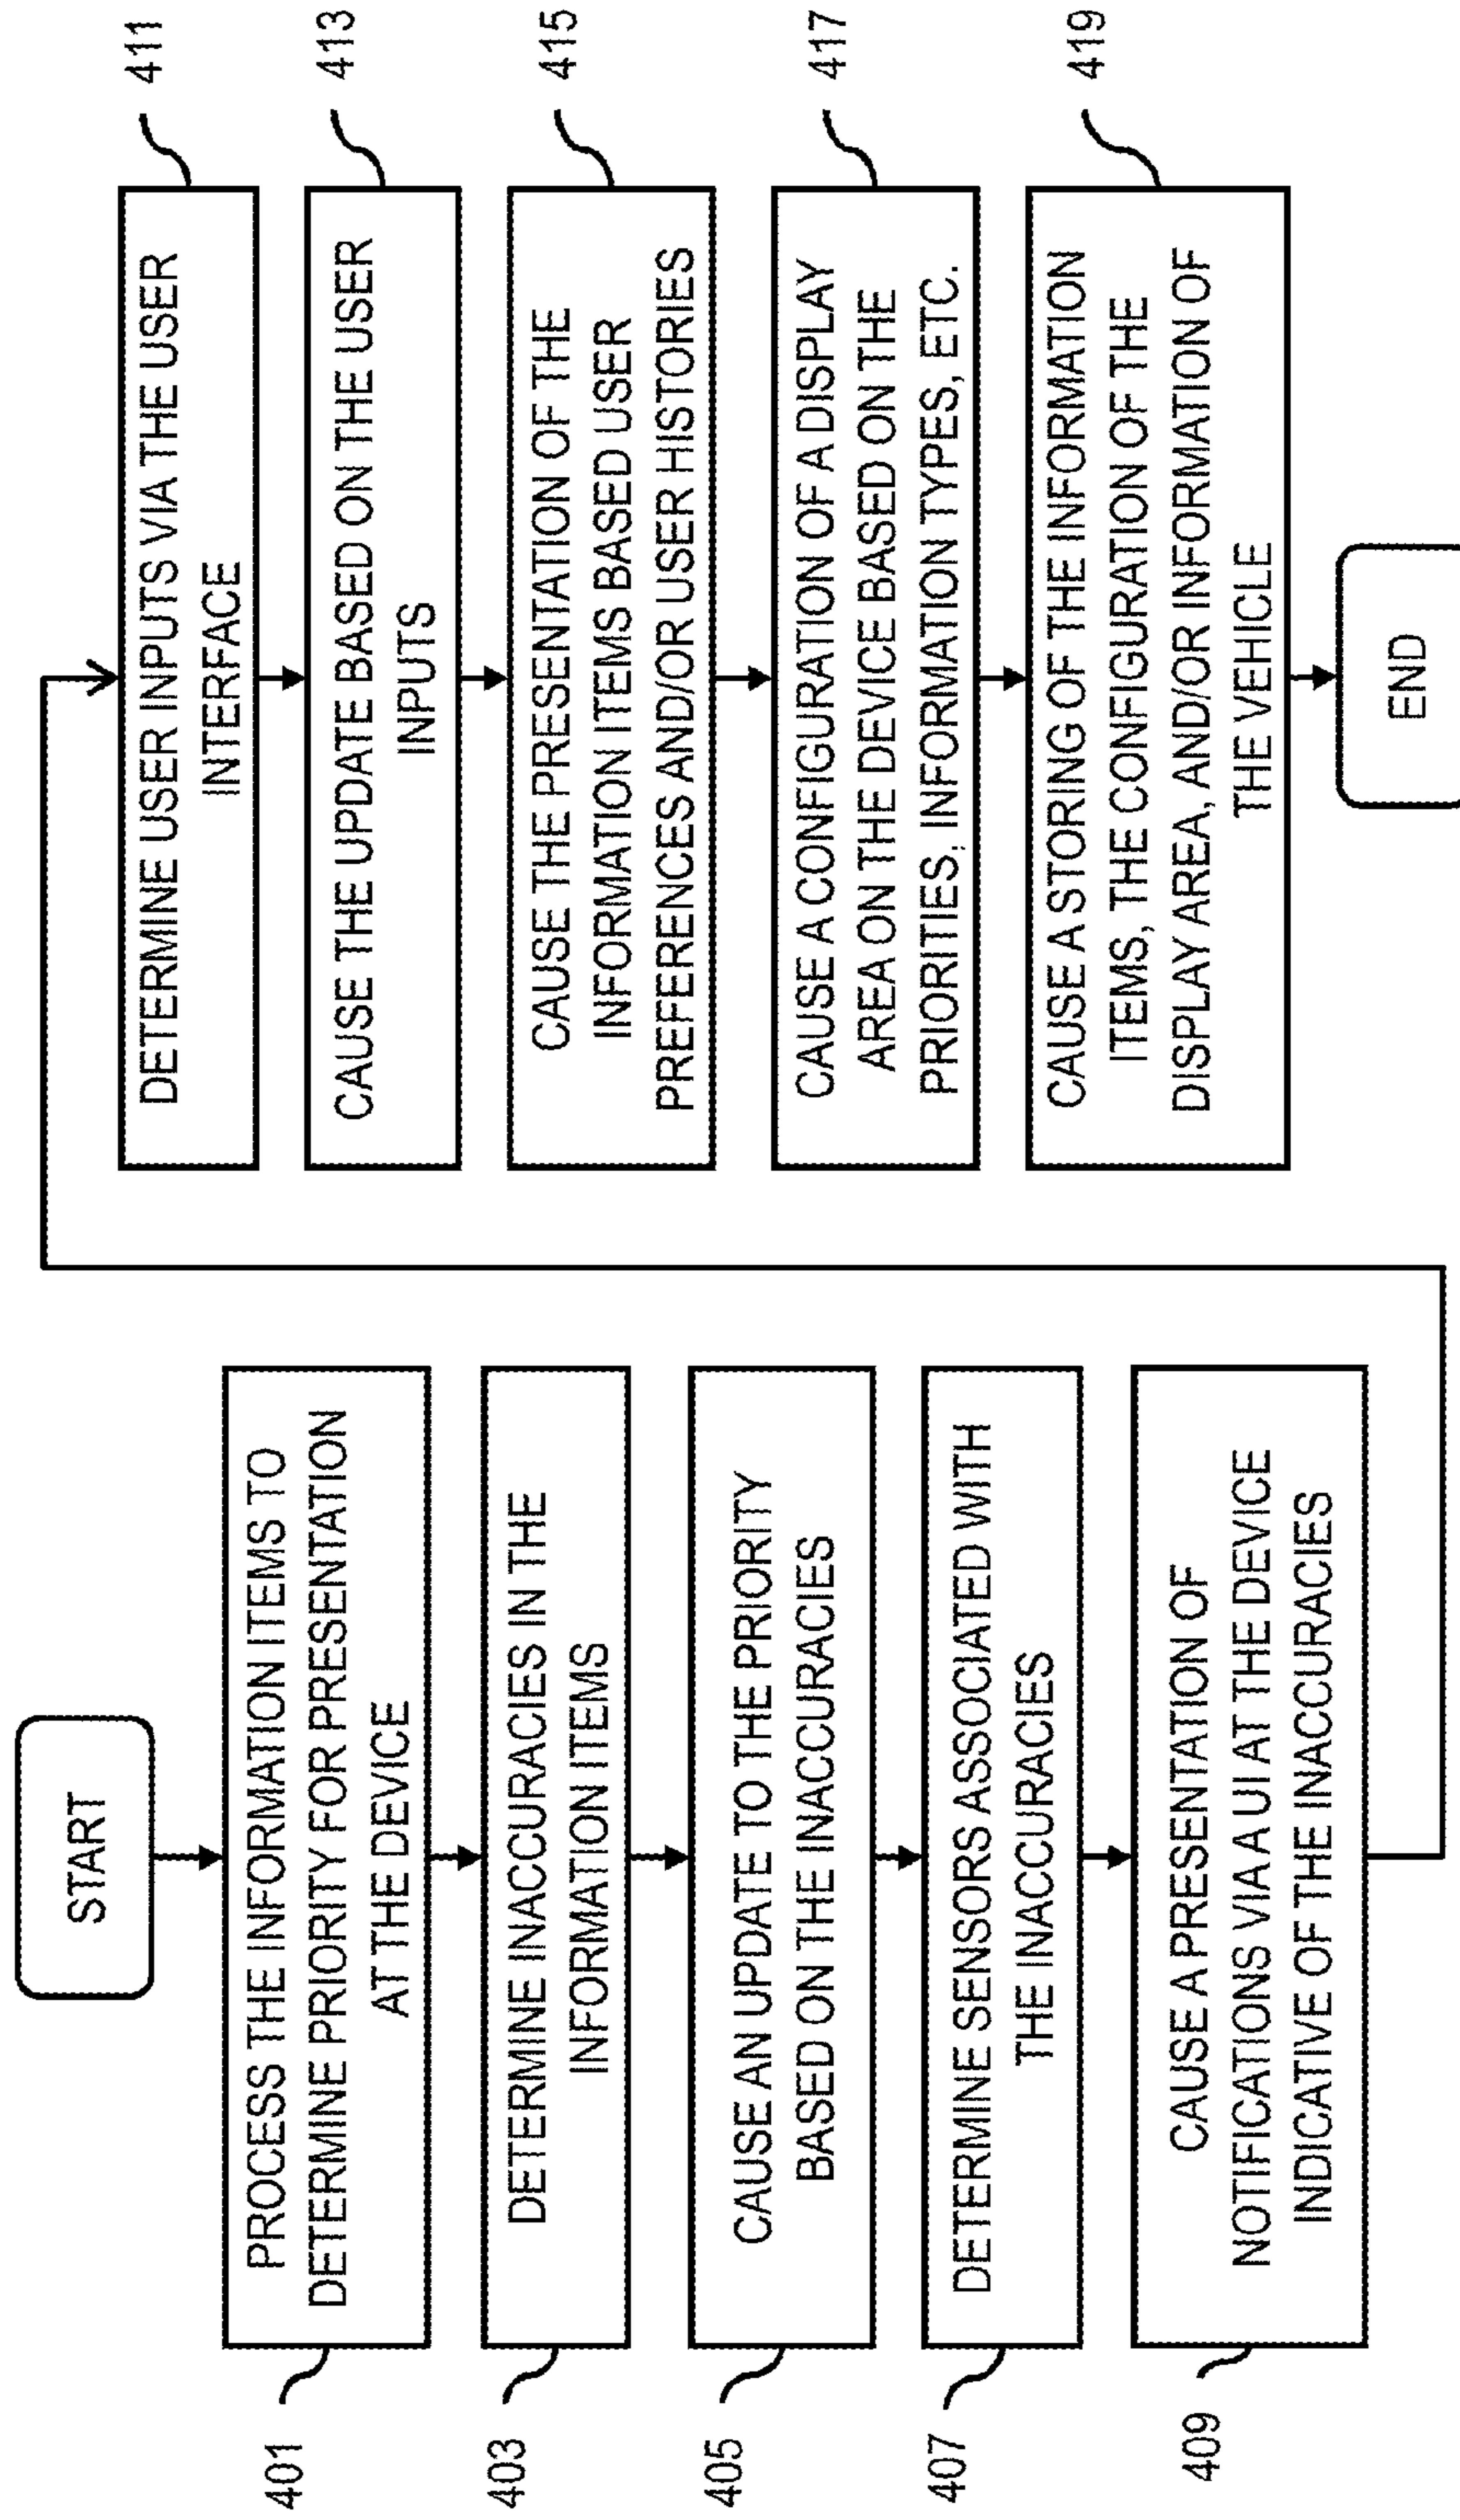 START
401
PROCESS THE INFORMATION ITEMS TO
DETERMINE PRIORITY FOR PRESENTATION
AT THE DEVICE
403
DETERMINE INACCURACIES IN THE
INFORMATION ITEMS
405
CAUSE AN UPDATE TO THE PRIORITY
BASED ON THE INACCURACIES
407
DETERMINE SENSORS ASSOCIATED WITH
THE INACCURACIES
409
CAUSE A PRESENTATION OF
NOTIFICATIONS VIA A UI AT THE DEVICE
INDICATIVE OF THE INACCURACIES
411
DETERMINE USER INPUTS VIA THE USER
INTERFACE
413
CAUSE THE UPDATE BASED ON THE USER
INPUTS
415
CAUSE THE PRESENTATION OF THE
INFORMATION ITEMS BASED USER
PREFERENCES AND/OR USER HISTORIES
417
CAUSE A CONFIGURATION OF A DISPLAY
AREA ON THE DEVICE BASED ON THE
PRIORITIES, INFORMATION TYPES, ETC.
419
CAUSE A STORING OF THE INFORMATION
ITEMS, THE CONFIGURATION OF THE
DISPLAY AREA, AND/OR INFORMATION OF
THE VEHICLE
END